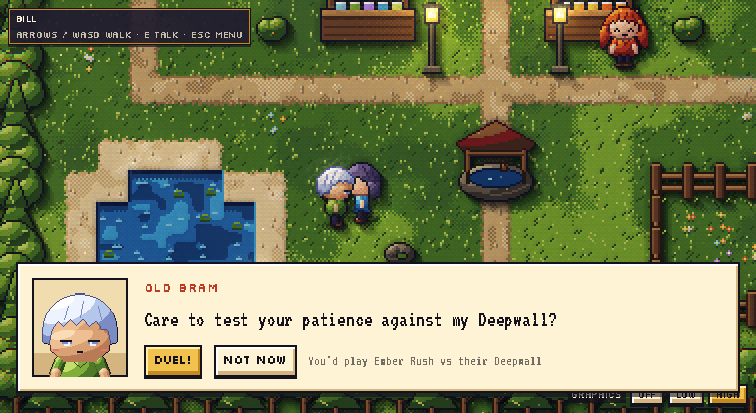 BILL
ARROWS / WASD WALK · E TALK · ESC MENU
OLD BRAM
Care to test your patience against my Deepwall?
DUEL!
NOT NOW
You'd play Ember Rush vs their Deepwall
GRAPHICS
OFF
LOW
HIGH